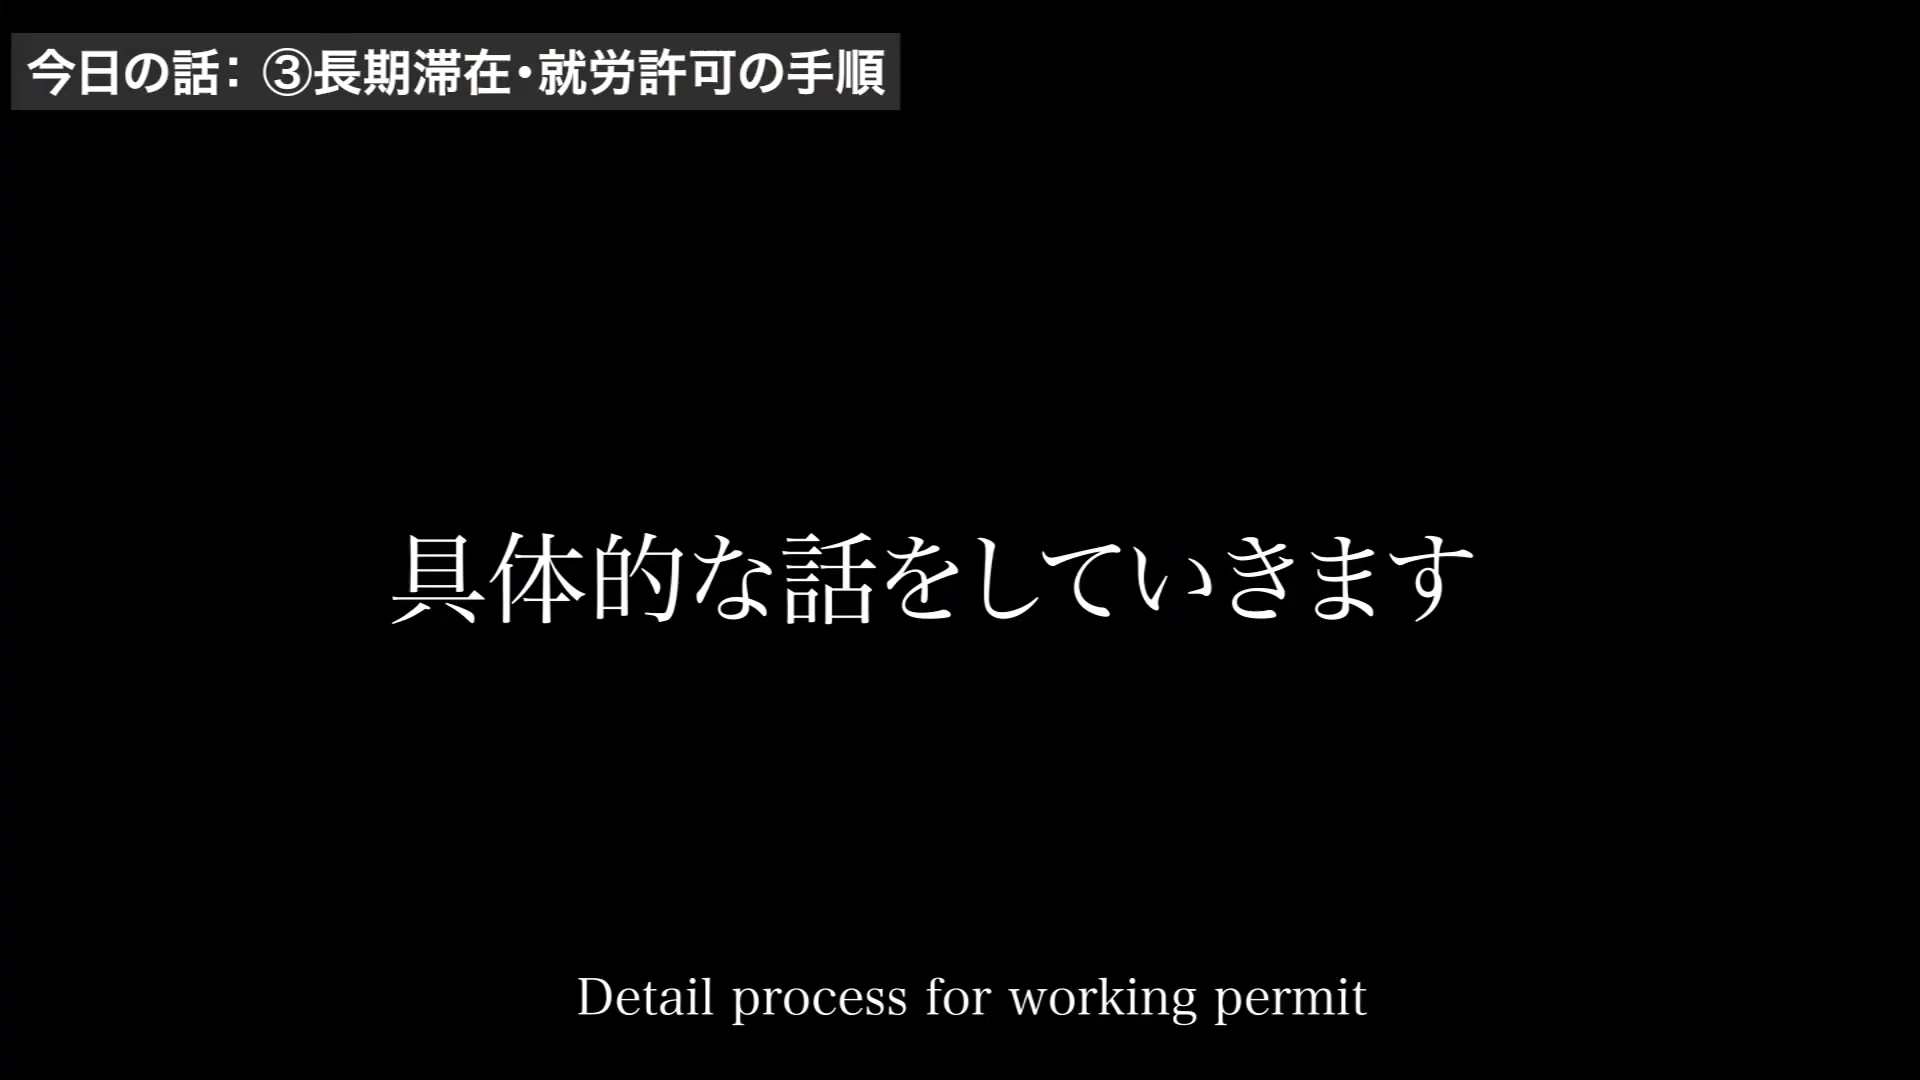 今日の話：③長期滞在・就労許可の手順
具体的な話をしていきます
Detail process for working permit